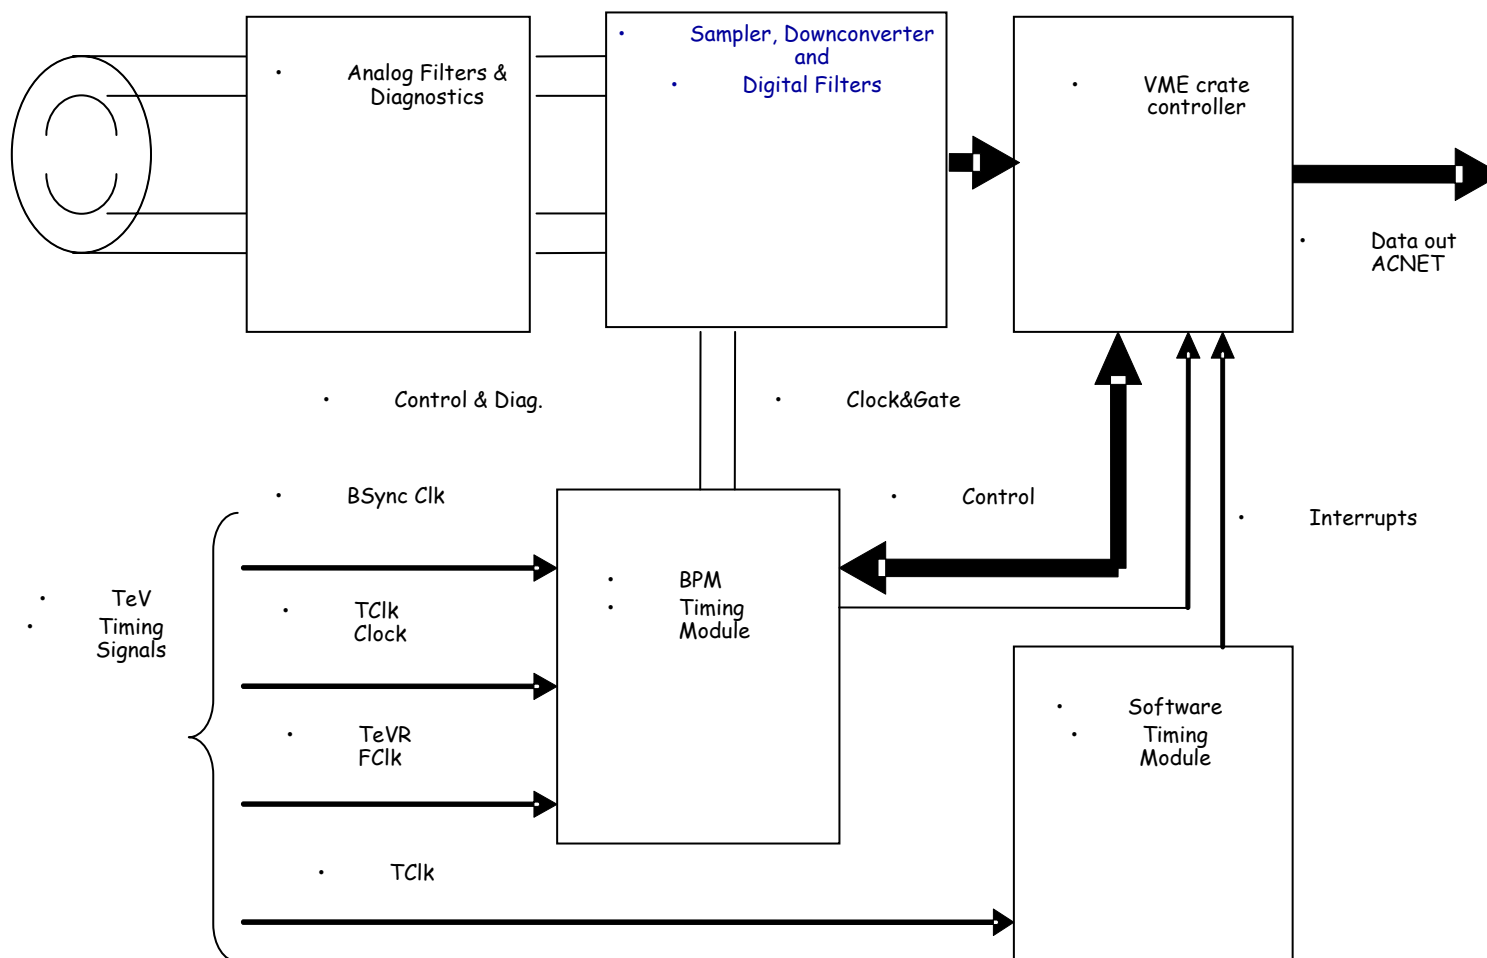 • Analog Filters &
Diagnostics
• Sampler, Downconverter
and
• Digital Filters
• VME crate
controller
• Data out
ACNET
• Control & Diag.
• Clock&Gate
• BSync Clk
• Control
• Interrupts
• TeV
• Timing
Signals
• TClk
Clock
• BPM
• Timing
Module
• TeVR
FClk
• Software
• Timing
Module
• TClk